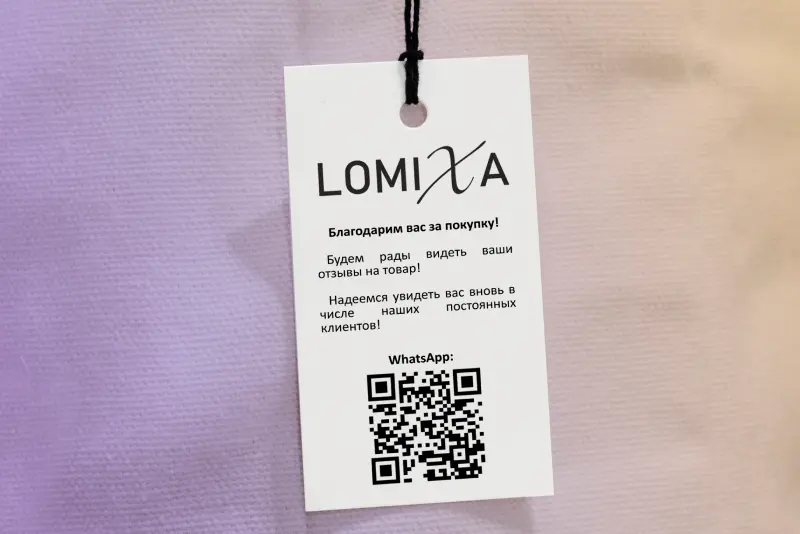 LOMIXA
Благодарим вас за покупку!
Будем рады видеть ваши
отзывы на товар!
Надеемся увидеть вас вновь в
числе наших постоянных
клиентов!
WhatsApp: